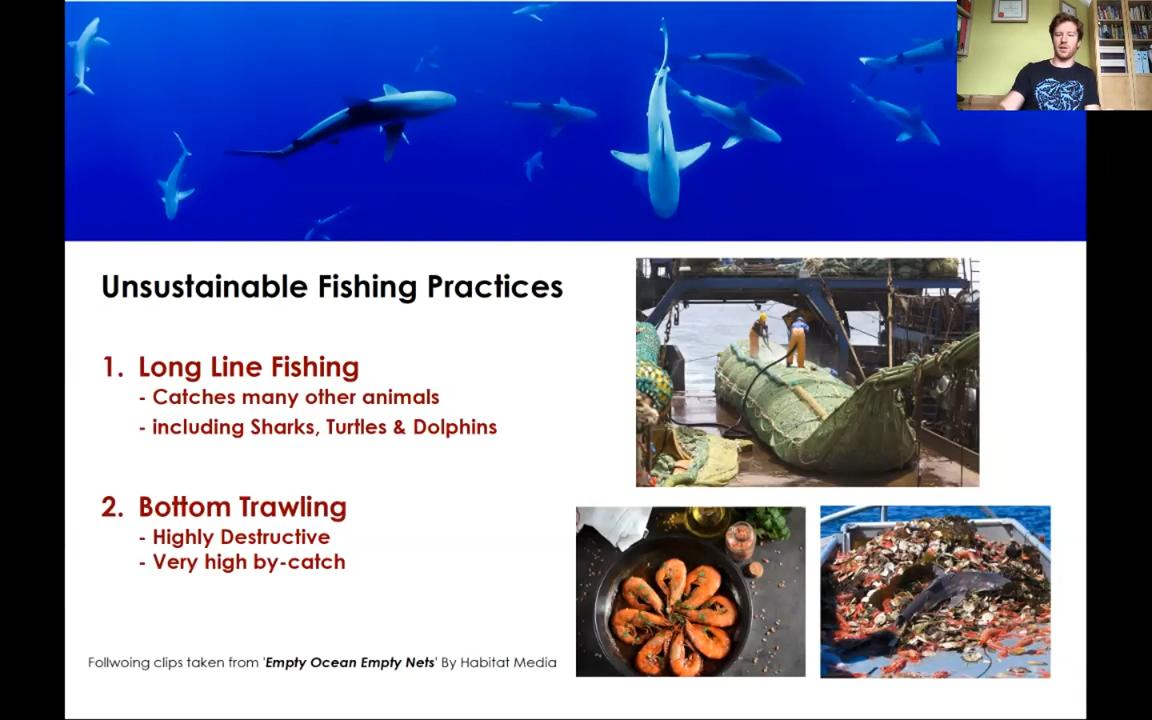 Unsustainable Fishing Practices
1. Long Line Fishing
- Catches many other animals
- including Sharks, Turtles & Dolphins
2. Bottom Trawling
- Highly Destructive
- Very high by-catch
Follwoing clips taken from 'Empty Ocean Empty Nets' By Habitat Media